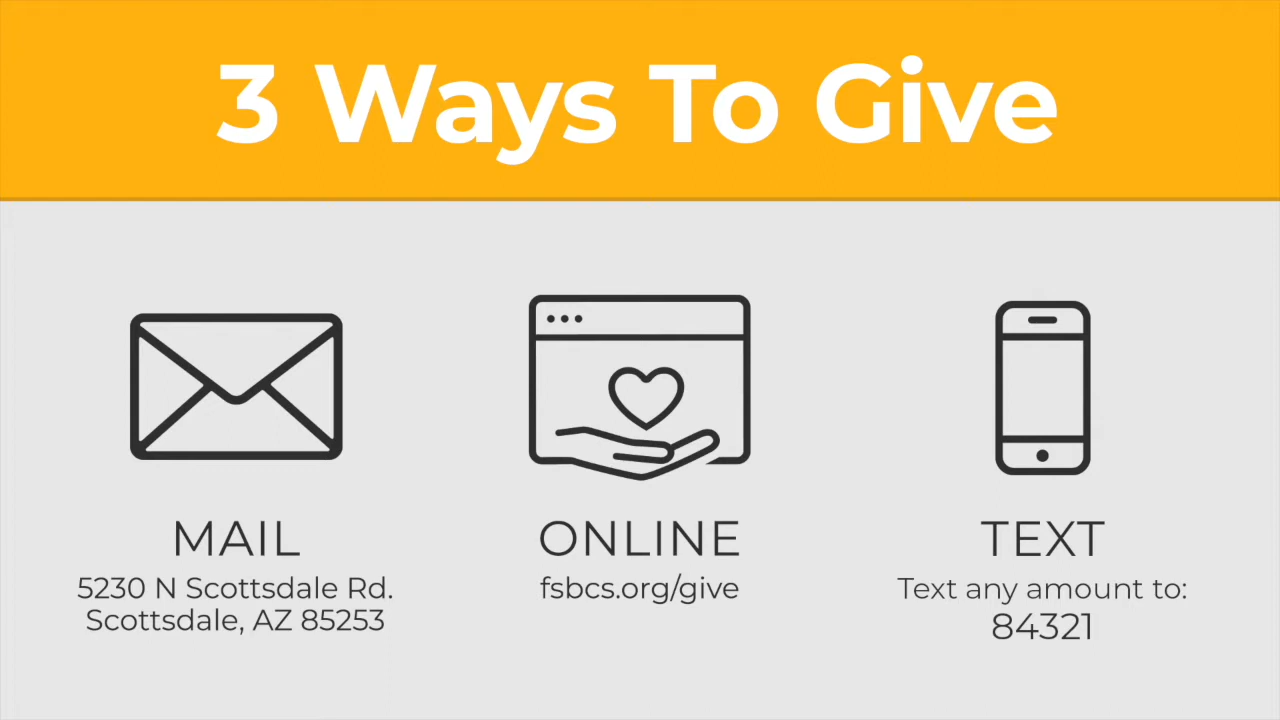 3 Ways To Give
MAIL
5230 N Scottsdale Rd.
Scottsdale, AZ 85253
ONLINE
fsbcs.org/give
TEXT
Text any amount to:
84321